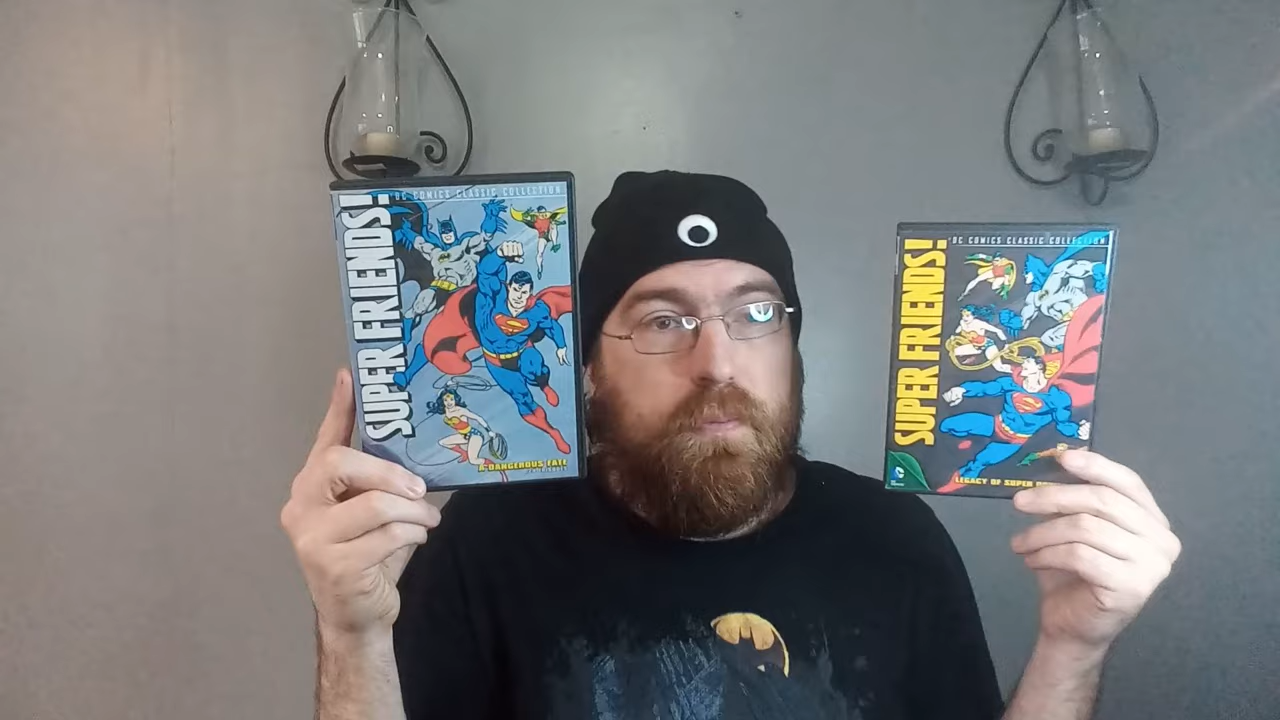 DC COMICS CLASSIC COLLECTION
SUPER FRIENDS!
A DANGEROUS FATE
DC COMICS CLASSIC COLLECTION
SUPER FRIENDS!
LEGACY OF SUPER